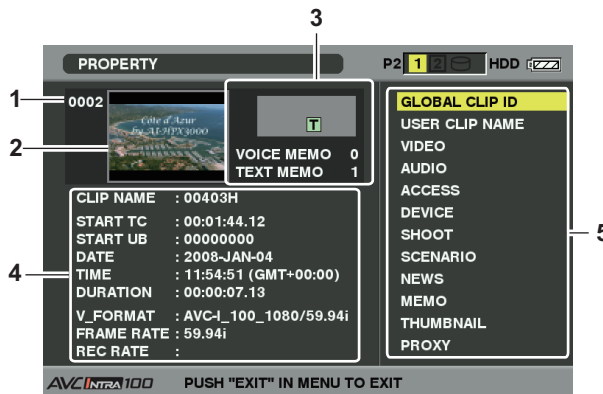 3
PROPERTY
P2 1 2 HDD
1
0002
Côte d'Azur
by AJ-HPX3000
2
T
VOICE MEMO 0
TEXT MEMO 1
GLOBAL CLIP ID
USER CLIP NAME
VIDEO
AUDIO
ACCESS
DEVICE
SHOOT
SCENARIO
NEWS
MEMO
THUMBNAIL
PROXY
5
4
CLIP NAME : 00403H
START TC : 00:01:44.12
START UB : 00000000
DATE : 2008-JAN-04
TIME : 11:54:51 (GMT+00:00)
DURATION : 00:00:07.13
V_FORMAT : AVC-I_100_1080/59.94i
FRAME RATE : 59.94i
REC RATE :
AVC INTRA 100 PUSH "EXIT" IN MENU TO EXIT